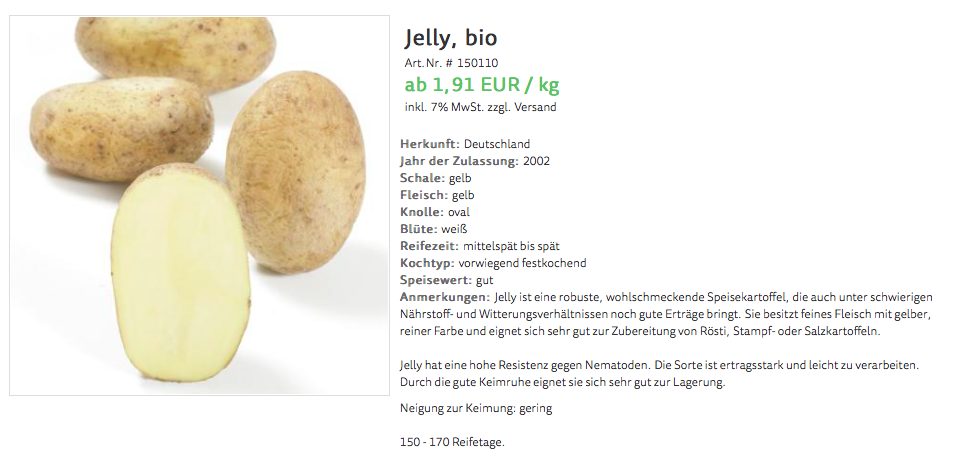 Jelly, bio
Art.Nr. # 150110
ab 1,91 EUR / kg
inkl. 7% MwSt. zzgl. Versand
Herkunft: Deutschland
Jahr der Zulassung: 2002
Schale: gelb
Fleisch: gelb
Knolle: oval
Blüte: weiß
Reifezeit: mittelspät bis spät
Kochtyp: vorwiegend festkochend
Speisewert: gut
Anmerkungen: Jelly ist eine robuste, wohlschmeckende Speisekartoffel, die auch unter schwierigen
Nährstoff- und Witterungsverhältnissen noch gute Erträge bringt. Sie besitzt feines Fleisch mit gelber,
reiner Farbe und eignet sich sehr gut zur Zubereitung von Rösti, Stampf- oder Salzkartoffeln.
Jelly hat eine hohe Resistenz gegen Nematoden. Die Sorte ist ertragsstark und leicht zu verarbeiten.
Durch die gute Keimruhe eignet sie sich sehr gut zur Lagerung.
Neigung zur Keimung: gering
150 - 170 Reifetage.